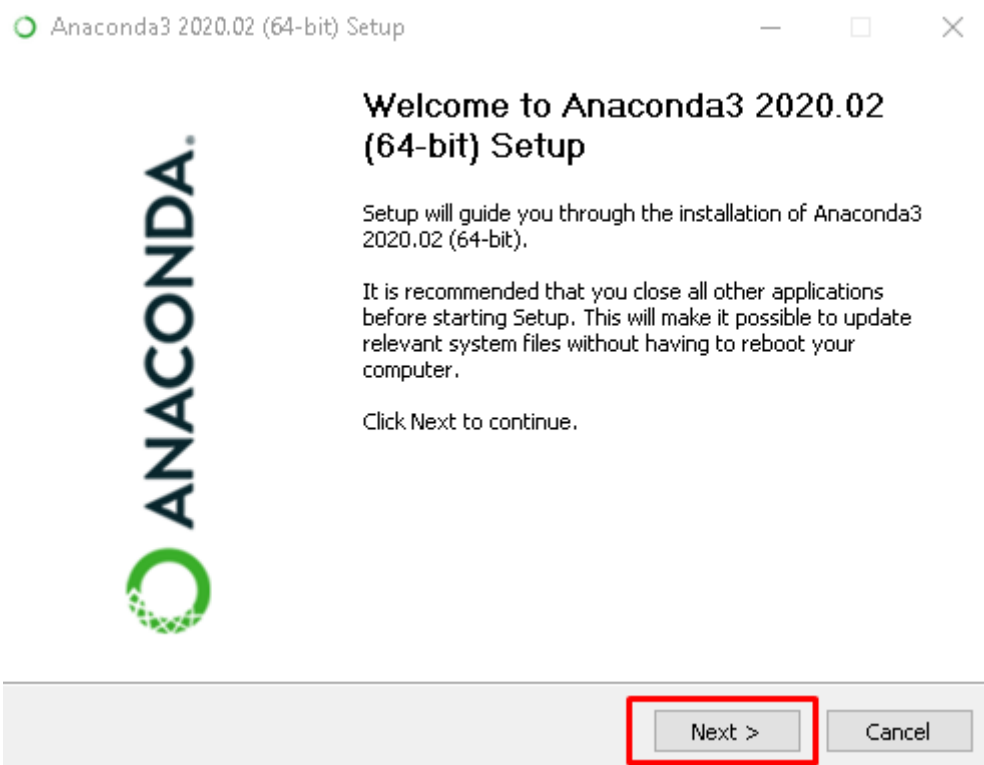 Anaconda3 2020.02 (64-bit) Setup
Welcome to Anaconda3 2020.02
(64-bit) Setup
Setup will guide you through the installation of Anaconda3
2020.02 (64-bit).
It is recommended that you close all other applications
before starting Setup. This will make it possible to update
relevant system files without having to reboot your
computer.
Click Next to continue.
ANACONDA.
Next >
Cancel